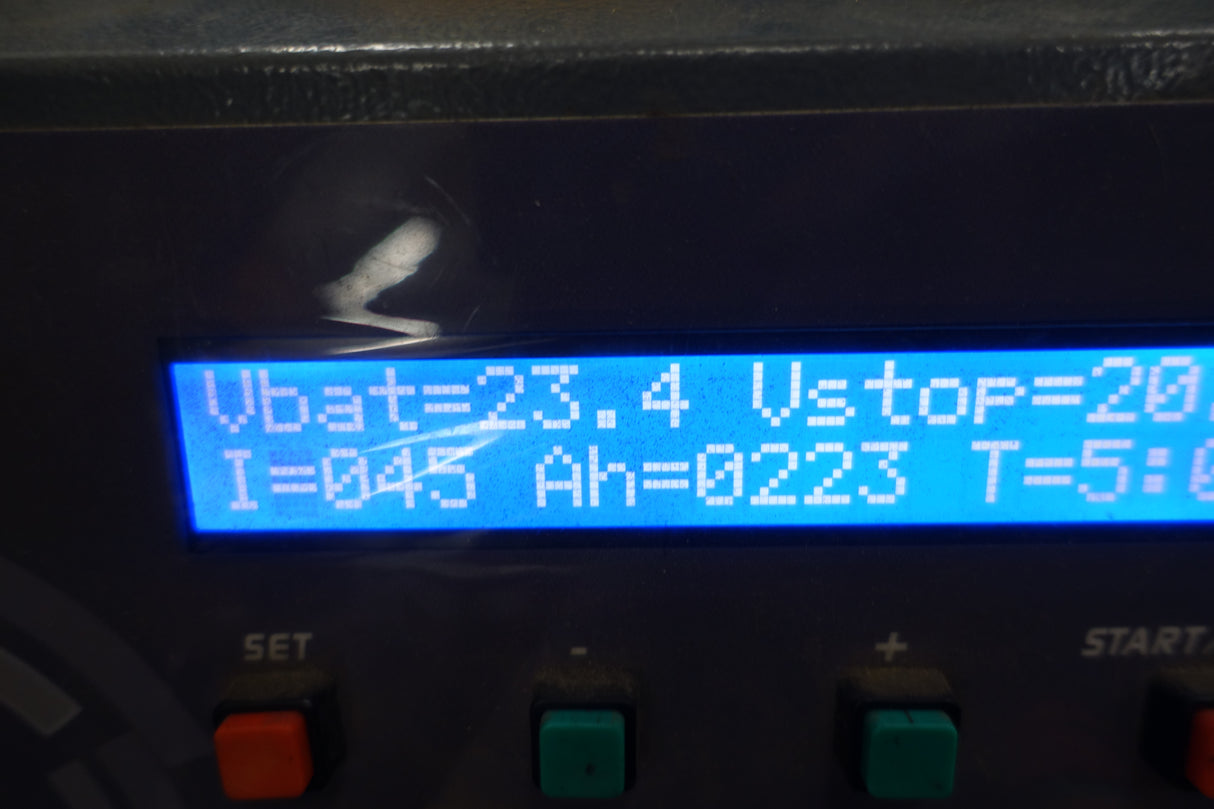 Vbat=23.4 Vstop=20
I=045 Ah=0223 T=5:
SET - + START